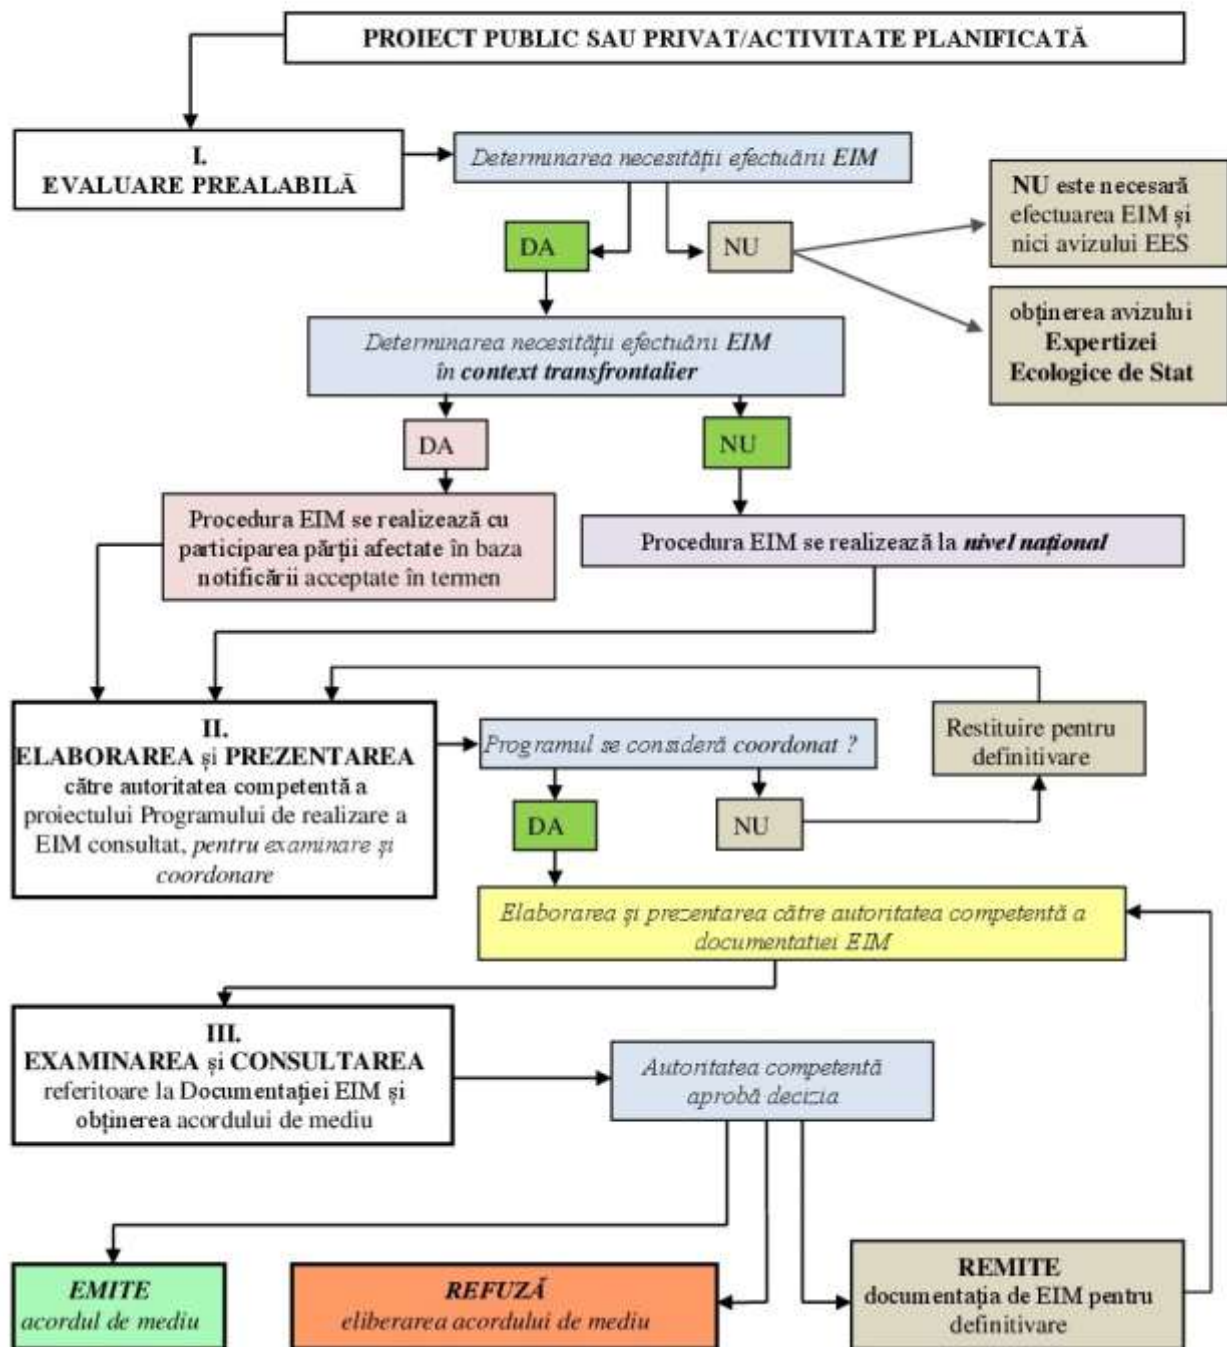 PROIECT PUBLIC SAU PRIVAT/ACTIVITATE PLANIFICATĂ
I.
EVALUARE PREALABILĂ
Determinarea necesității efectuării EIM
NU este necesară
efectuarea EIM și
nici avizului EES
DA
NU
obținerea avizului
Expertizei
Ecologice de Stat
Determinarea necesității efectuării EIM
în context transfrontalier
DA
NU
Procedura EIM se realizează cu
participarea părții afectate în baza
notificării acceptate în termen
Procedura EIM se realizează la nivel național
II.
ELABORAREA și PREZENTAREA
către autoritatea competentă a
proiectului Programului de realizare a
EIM consultat, pentru examinare și
coordonare
Programul se consideră coordonat ?
Restituire pentru
definitivare
DA
NU
Elaborarea și prezentarea către autoritatea competentă a
documentatiei EIM
III.
EXAMINAREA și CONSULTAREA
referitoare la Documentației EIM și
obținerea acordului de mediu
Autoritatea competentă
aprobă decizia
EMITE
acordul de mediu
REFUZĂ
eliberarea acordului de mediu
REMITE
documentația de EIM pentru
definitivare